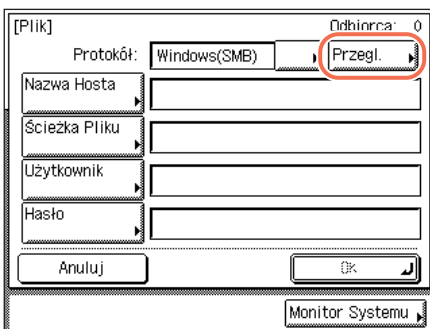 [Plik] Odbiorca: 0
Protokół: Windows(SMB) Przegl.
Nazwa Hosta
Ścieżka Pliku
Użytkownik
Hasło
Anuluj OK
Monitor Systemu